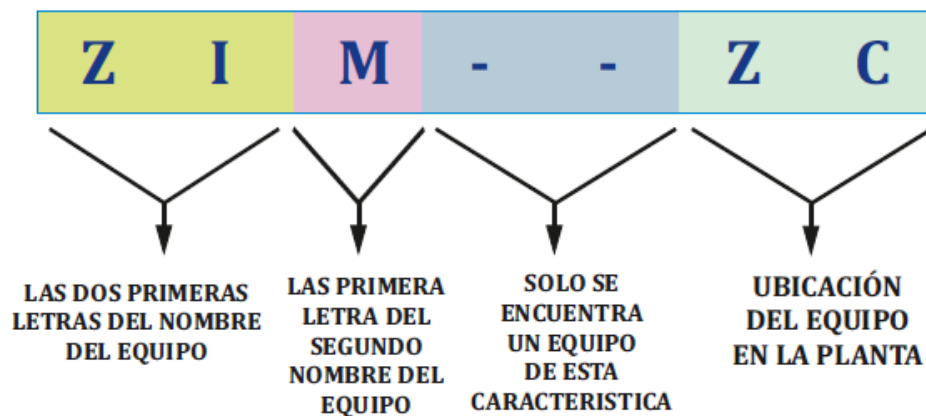 Z I M - - Z C
LAS DOS PRIMERAS
LETRAS DEL NOMBRE
DEL EQUIPO
LAS PRIMERA
LETRA DEL
SEGUNDO
NOMBRE DEL
EQUIPO
SOLO SE
ENCUENTRA
UN EQUIPO
DE ESTA
CARACTERISTICA
UBICACIÓN
DEL EQUIPO
EN LA PLANTA